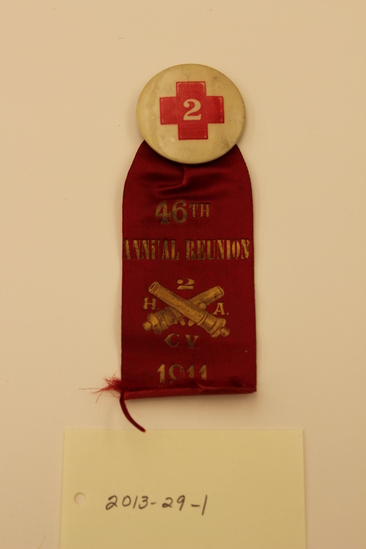 2
46TH
ANNUAL REUNION
2
H A.
C.V.
1911
2013-29-1